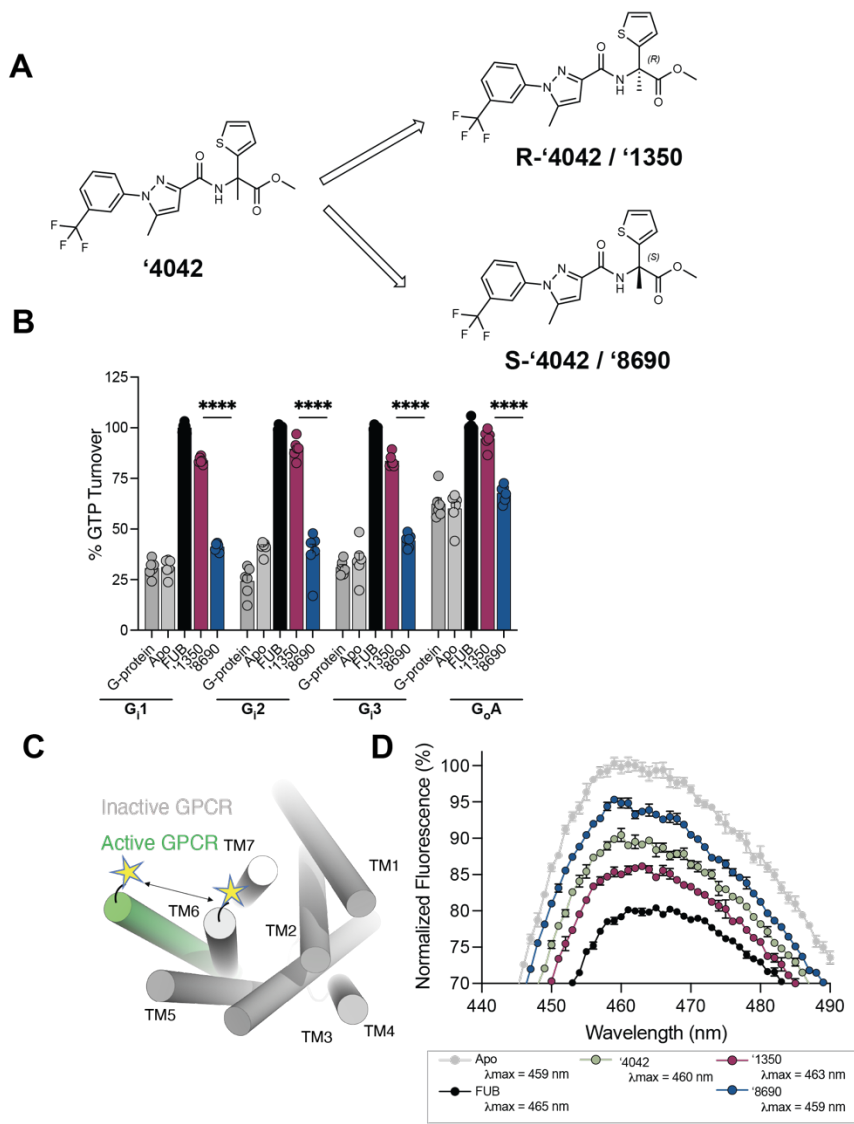 A
S
(R)
O
N
N
N
H
O
O
F
F
F
R-‘4042 / ‘1350
S
O
N
N
N
H
O
O
F
F
F
‘4042
S
(S)
O
N
N
N
H
O
O
F
F
F
S-‘4042 / ‘8690
B
% GTP Turnover
125
100
75
50
25
0
**** **** **** ****
G-protein Apo FUB '1350 '8690 G-protein Apo FUB '1350 '8690 G-protein Apo FUB '1350 '8690 G-protein Apo FUB '1350 '8690
Gi1 Gi2 Gi3 GoA
C
Inactive GPCR
Active GPCR
TM7
TM1
TM6
TM2
TM5
TM3
TM4
D
Normalized Fluorescence (%)
100
95
90
85
80
75
70
440 450 460 470 480 490
Wavelength (nm)
Apo
λmax = 459 nm
FUB
λmax = 465 nm
‘4042
λmax = 460 nm
‘1350
λmax = 463 nm
‘8690
λmax = 459 nm